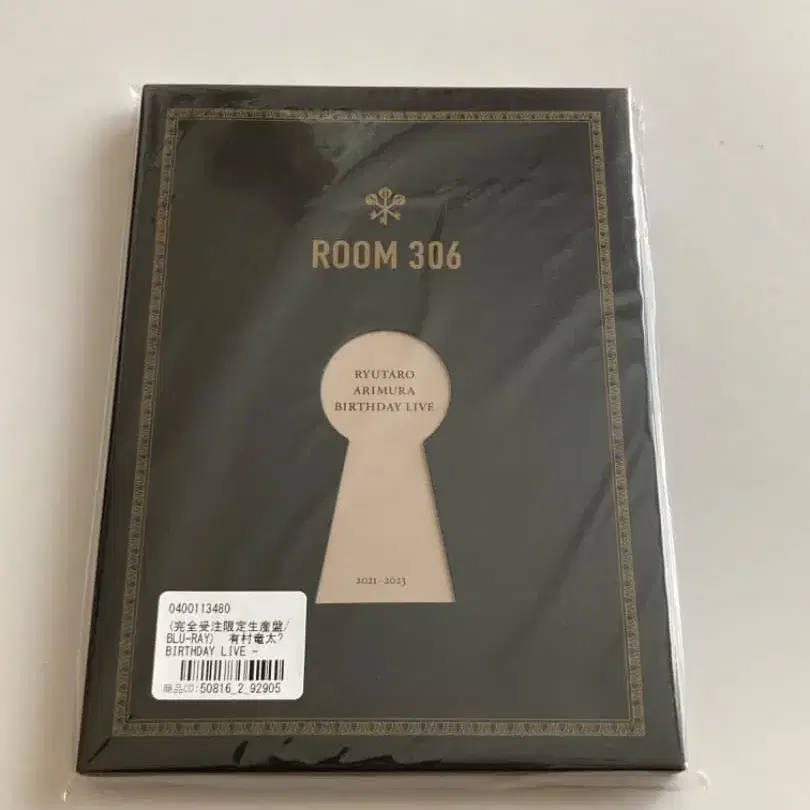 ROOM 306
RYUTARO
ARIMURA
BIRTHDAY LIVE
2021-2023
0400113480
(完全受注限定生産盤/
BLU-RAY) 有村竜太?
BIRTHDAY LIVE -
商品CD:50816_2_92905